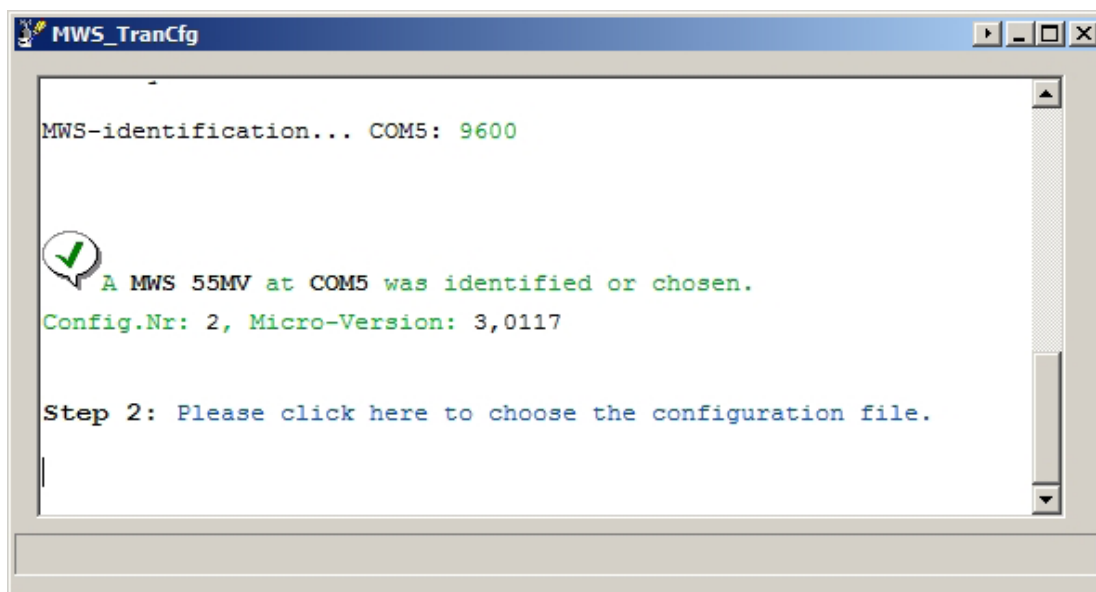 MWS_TranCfg
MWS-identification... COM5: 9600
A MWS 55MV at COM5 was identified or chosen.
Config.Nr: 2, Micro-Version: 3,0117
Step 2: Please click here to choose the configuration file.